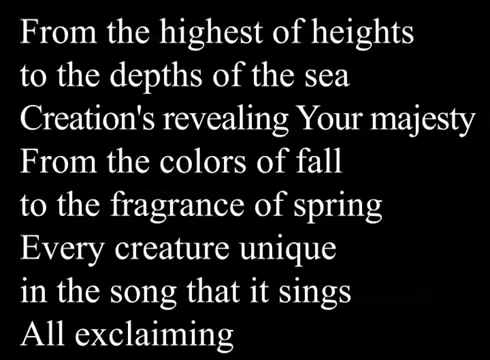 From the highest of heights
to the depths of the sea
Creation's revealing Your majesty
From the colors of fall
to the fragrance of spring
Every creature unique
in the song that it sings
All exclaiming